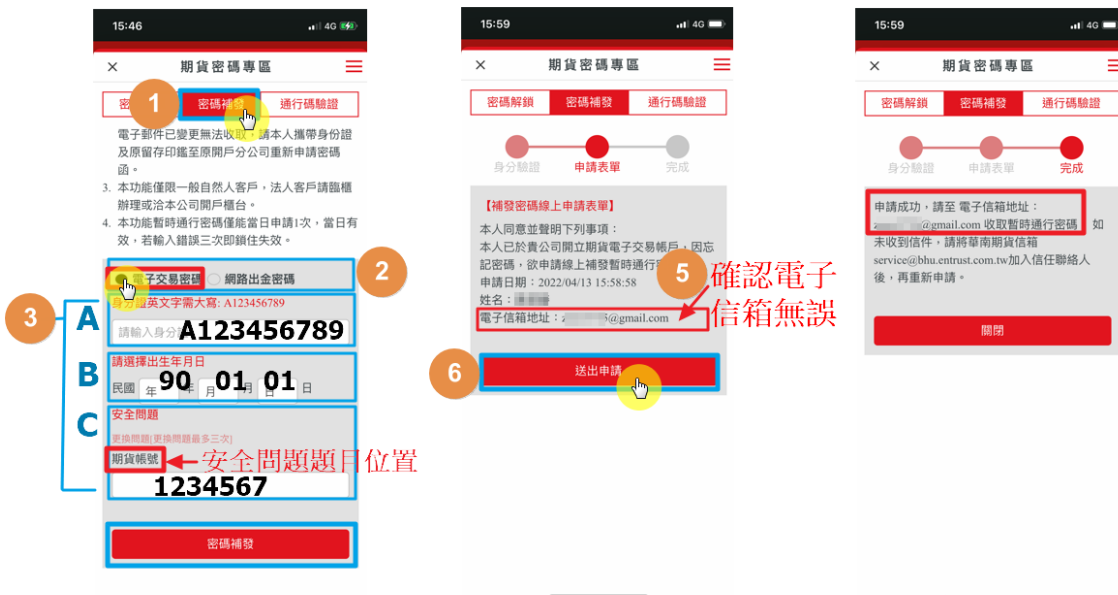 15:46
4G
期貨密碼專區
1
密碼補發
通行碼驗證
電子郵件已變更無法收取，請本人攜帶身份證
及原留存印鑑至原開戶分公司重新申請密碼
函。
3. 本功能僅限一般自然人客戶，法人客戶請臨櫃
辦理或洽本公司開戶櫃台。
4. 本功能暫時通行密碼僅能當日申請1次，當日有
效，若輸入錯誤三次即鎖住失效。
電子交易密碼
網路出金密碼
2
3
A
身分證英文字需大寫: A123456789
請輸入身分
A123456789
B
請選擇出生年月日
民國 年 90 年 月 01 月 日 01 日
C
安全問題
更換問題(更換問題最多三次)
期貨帳號
安全問題題目位置
1234567
密碼補發
15:59
4G
期貨密碼專區
密碼解鎖
密碼補發
通行碼驗證
身分驗證
申請表單
完成
【補發密碼線上申請表單】
本人同意並聲明下列事項：
本人已於貴公司開立期貨電子交易帳戶，因忘
記密碼，欲申請線上補發暫時通行
申請日期：2022/04/13 15:58:58
姓名：
電子信箱地址：z 5@gmail.com
5
確認電子
信箱無誤
6
送出申請
15:59
4G
期貨密碼專區
密碼解鎖
密碼補發
通行碼驗證
身分驗證
申請表單
完成
申請成功，請至 電子信箱地址：
z @gmail.com 收取暫時通行密碼 如
未收到信件，請將華南期貨信箱
service@bhu.entrust.com.tw加入信任聯絡人
後，再重新申請。
關閉